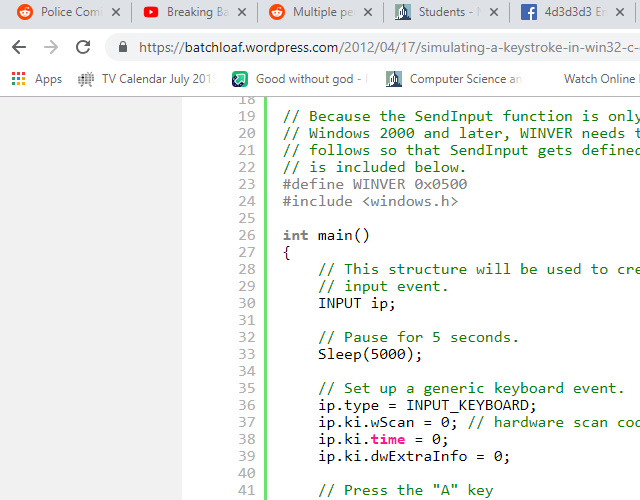 Police Comm
Breaking Ba
Multiple pe
Students - N
4d3d3d3 En
https://batchloaf.wordpress.com/2012/04/17/simulating-a-keystroke-in-win32-c-
Apps TV Calendar July 201 Good without god - Computer Science an Watch Online
18
19 // Because the SendInput function is only
20 // Windows 2000 and later, WINVER needs t
21 // follows so that SendInput gets defined
22 // is included below.
23 #define WINVER 0x0500
24 #include <windows.h>
25
26 int main()
27 {
28 // This structure will be used to cre
29 // input event.
30 INPUT ip;
31
32 // Pause for 5 seconds.
33 Sleep(5000);
34
35 // Set up a generic keyboard event.
36 ip.type = INPUT_KEYBOARD;
37 ip.ki.wScan = 0; // hardware scan cod
38 ip.ki.time = 0;
39 ip.ki.dwExtraInfo = 0;
40
41 // Press the "A" key